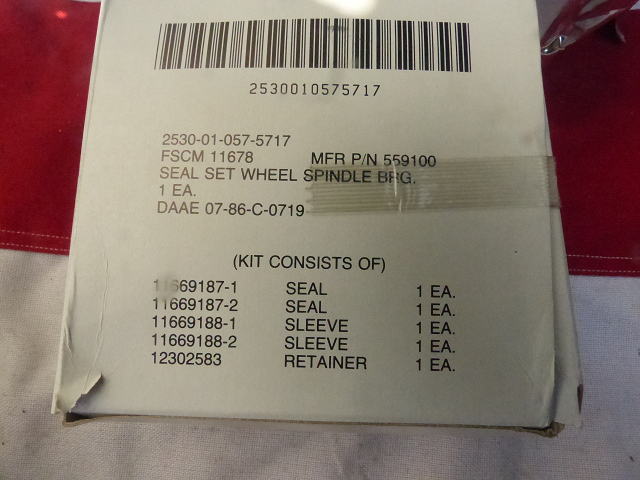 2530010575717
2530-01-057-5717
FSCM 11678 MFR P/N 559100
SEAL SET WHEEL SPINDLE BRG.
1 EA.
DAAE 07-86-C-0719
(KIT CONSISTS OF)
11669187-1 SEAL 1 EA.
11669187-2 SEAL 1 EA.
11669188-1 SLEEVE 1 EA.
11669188-2 SLEEVE 1 EA.
12302583 RETAINER 1 EA.